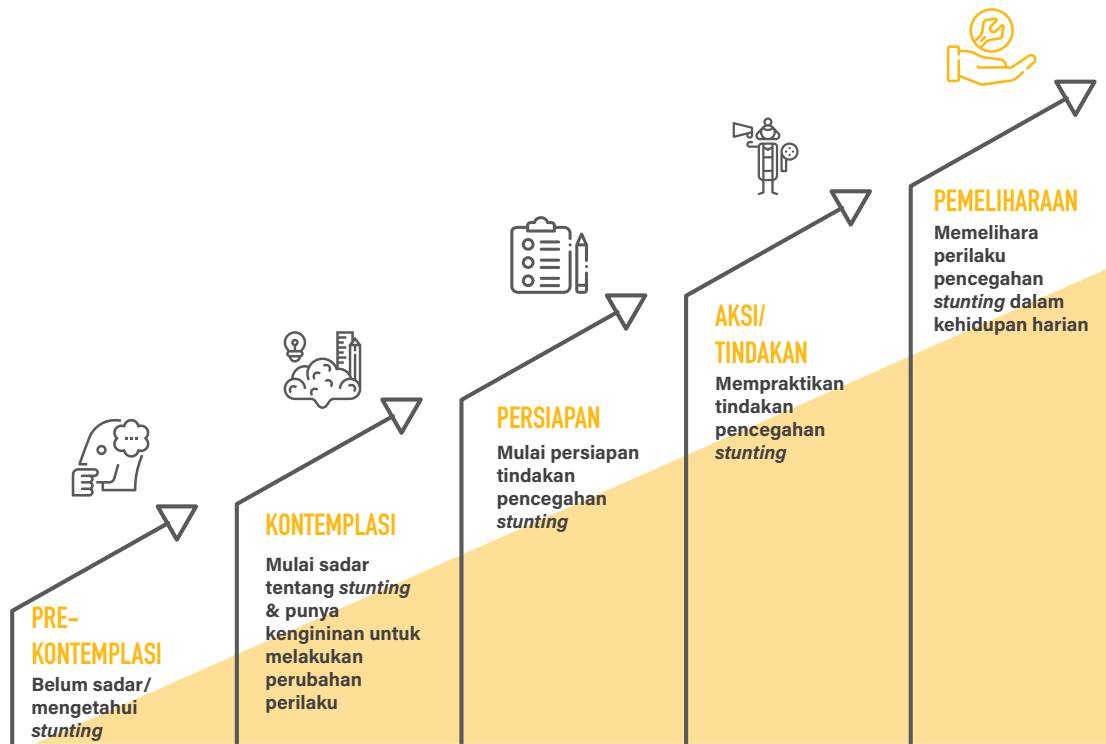 PRE-
KONTEMPLASI
Belum sadar/
mengetahui
stunting
KONTEMPLASI
Mulai sadar
tentang stunting
& punya
kengininan untuk
melakukan
perubahan
perilaku
PERSIAPAN
Mulai persiapan
tindakan
pencegahan
stunting
AKSI/
TINDAKAN
Mempraktikan
tindakan
pencegahan
stunting
PEMELIHARAAN
Memelihara
perilaku
pencegahan
stunting dalam
kehidupan harian